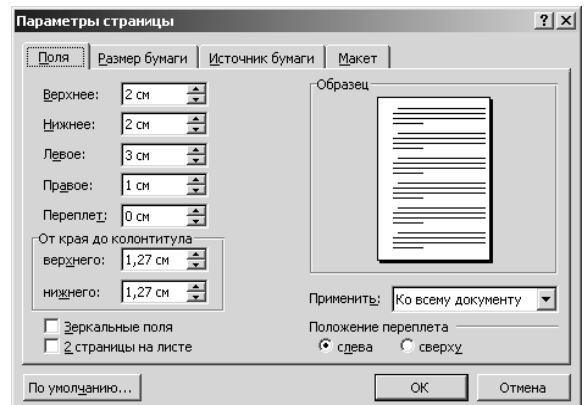 Параметры страницы
Поля Размер бумаги Источник бумаги Макет
Верхнее: 2 см
Нижнее: 2 см
Левое: 3 см
Правое: 1 см
Переплет: 0 см
От края до колонтитула
верхнего: 1,27 см
нижнего: 1,27 см
Зеркальные поля
2 страницы на листе
Образец
Применить: Ко всему документу
Положение переплета
слева сверху
По умолчанию... ОК Отмена